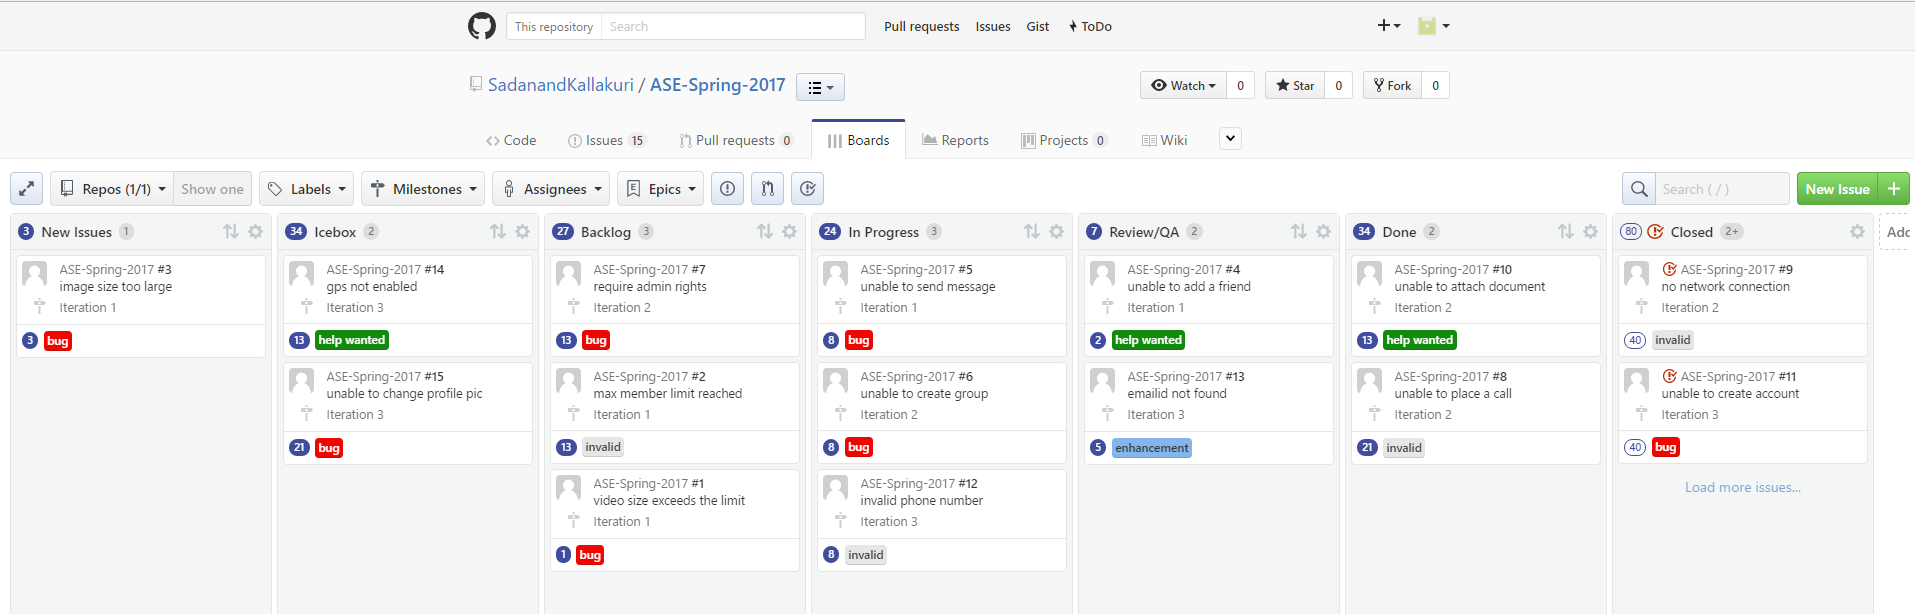 This repository Search Pull requests Issues Gist ToDo
SadanandKallakuri / ASE-Spring-2017 Watch 0 Star 0 Fork 0
Code Issues 15 Pull requests 0 Boards Reports Projects 0 Wiki
Repos (1/1) Show one Labels Milestones Assignees E Epics Search ( / ) New Issue +
3 New Issues 1
ASE-Spring-2017 #3
image size too large
Iteration 1
3 bug
34 Icebox 2
ASE-Spring-2017 #14
gps not enabled
Iteration 3
13 help wanted
ASE-Spring-2017 #15
unable to change profile pic
Iteration 3
21 bug
27 Backlog 3
ASE-Spring-2017 #7
require admin rights
Iteration 2
13 bug
ASE-Spring-2017 #2
max member limit reached
Iteration 1
13 invalid
ASE-Spring-2017 #1
video size exceeds the limit
Iteration 1
1 bug
24 In Progress 3
ASE-Spring-2017 #5
unable to send message
Iteration 1
8 bug
ASE-Spring-2017 #6
unable to create group
Iteration 2
8 bug
ASE-Spring-2017 #12
invalid phone number
Iteration 3
8 invalid
7 Review/QA 2
ASE-Spring-2017 #4
unable to add a friend
Iteration 1
2 help wanted
ASE-Spring-2017 #13
emailid not found
Iteration 3
5 enhancement
34 Done 2
ASE-Spring-2017 #10
unable to attach document
Iteration 2
13 help wanted
ASE-Spring-2017 #8
unable to place a call
Iteration 2
21 invalid
80 Closed 2+
ASE-Spring-2017 #9
no network connection
Iteration 2
40 invalid
ASE-Spring-2017 #11
unable to create account
Iteration 3
40 bug
Load more issues...
Add